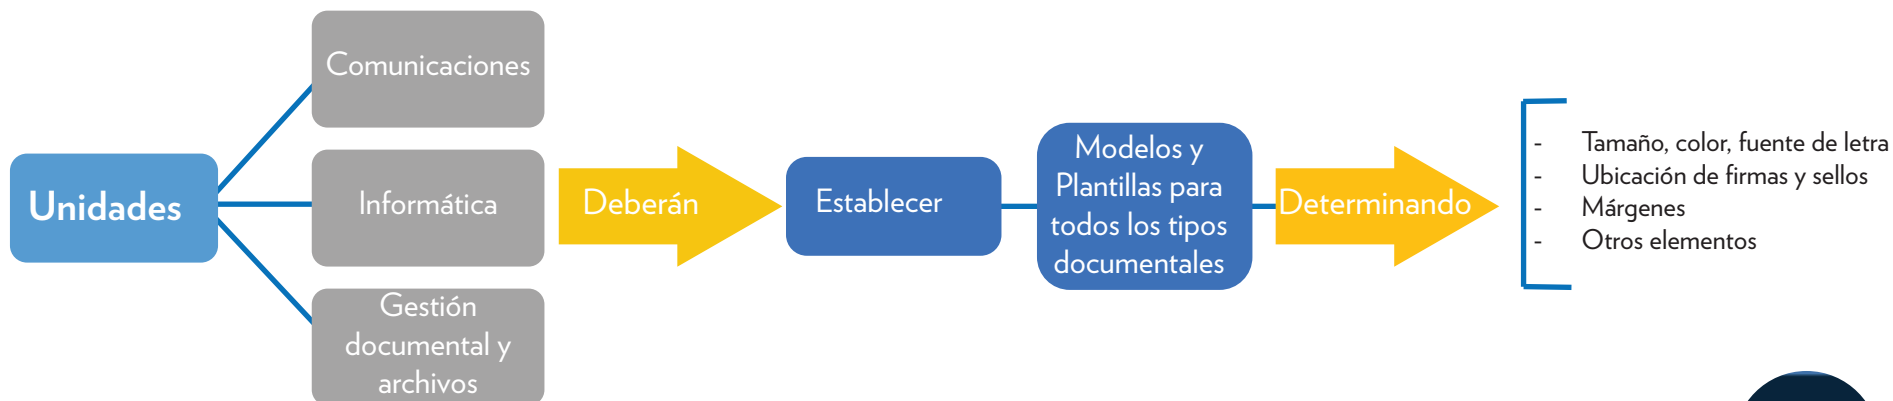 Unidades
Comunicaciones
Informática
Gestión
documental y
archivos
Deberán
Establecer
Modelos y
Plantillas para
todos los tipos
documentales
Determinando
- Tamaño, color, fuente de letra
- Ubicación de firmas y sellos
- Márgenes
- Otros elementos